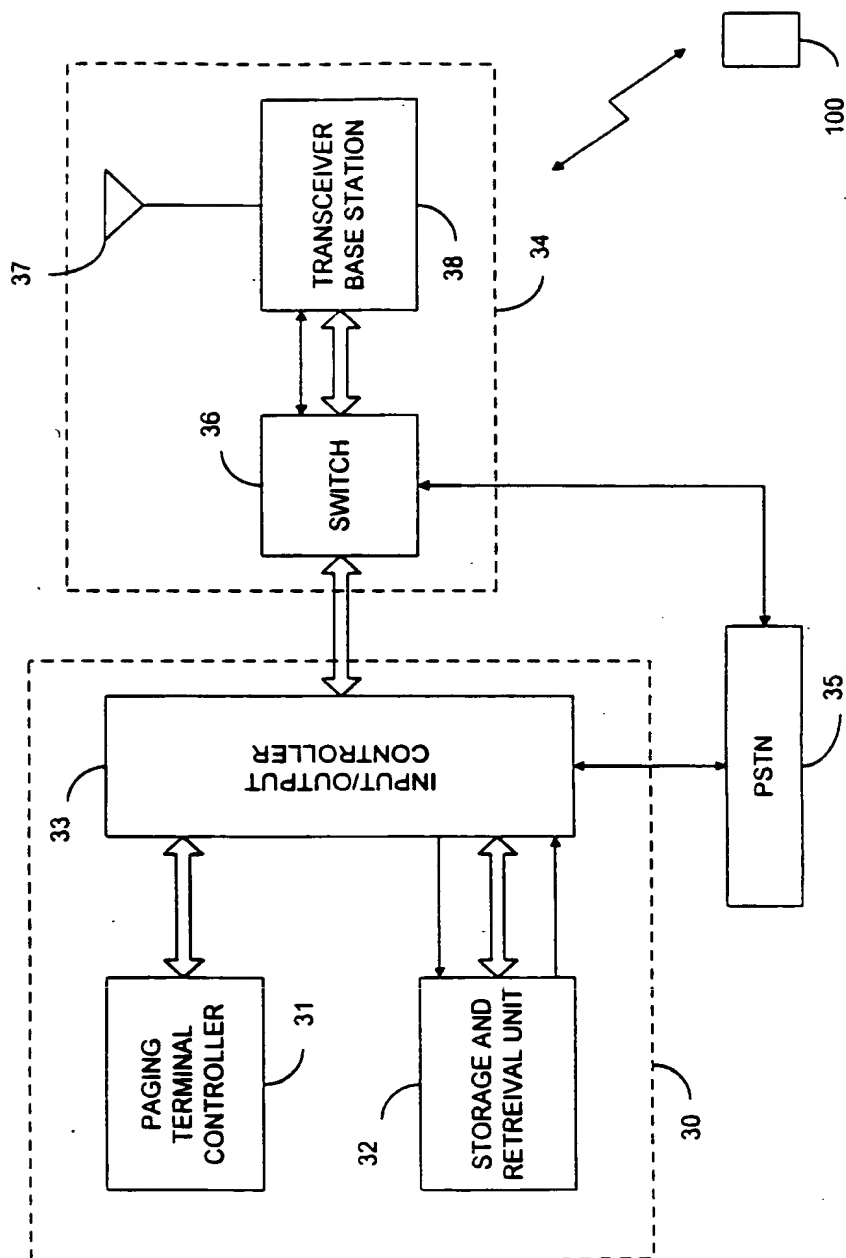 PAGING
TERMINAL
CONTROLLER
31
STORAGE AND
RETREIVAL UNIT
32
30
INPUT/OUTPUT
CONTROLLER
33
PSTN
35
SWITCH
36
TRANSCEIVER
BASE STATION
38
37
34
100